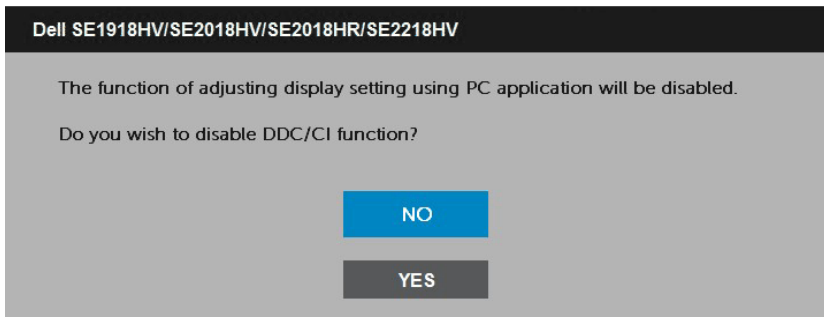 Dell SE1918HV/SE2018HV/SE2018HR/SE2218HV
The function of adjusting display setting using PC application will be disabled.
Do you wish to disable DDC/CI function?
NO
YES